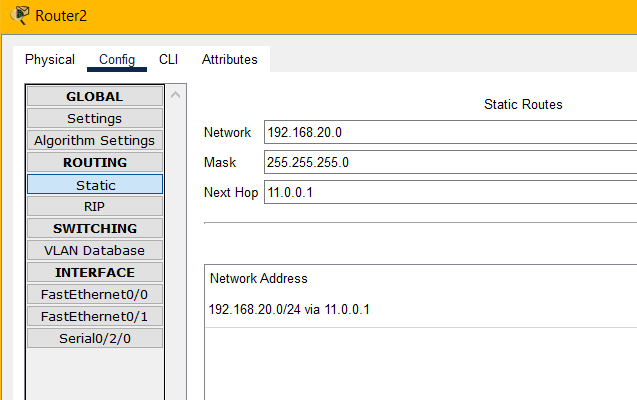 Router2
Physical Config CLI Attributes
GLOBAL
Settings
Algorithm Settings
ROUTING
Static
RIP
SWITCHING
VLAN Database
INTERFACE
FastEthernet0/0
FastEthernet0/1
Serial0/2/0
Static Routes
Network 192.168.20.0
Mask 255.255.255.0
Next Hop 11.0.0.1
Network Address
192.168.20.0/24 via 11.0.0.1